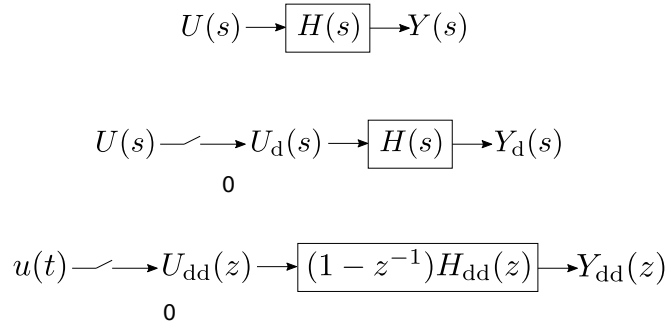 U(s) H(s) Y(s)
U(s) U_d(s) H(s) Y_d(s)
0
u(t) U_dd(z) (1 − z^{-1})H_dd(z) Y_dd(z)
0